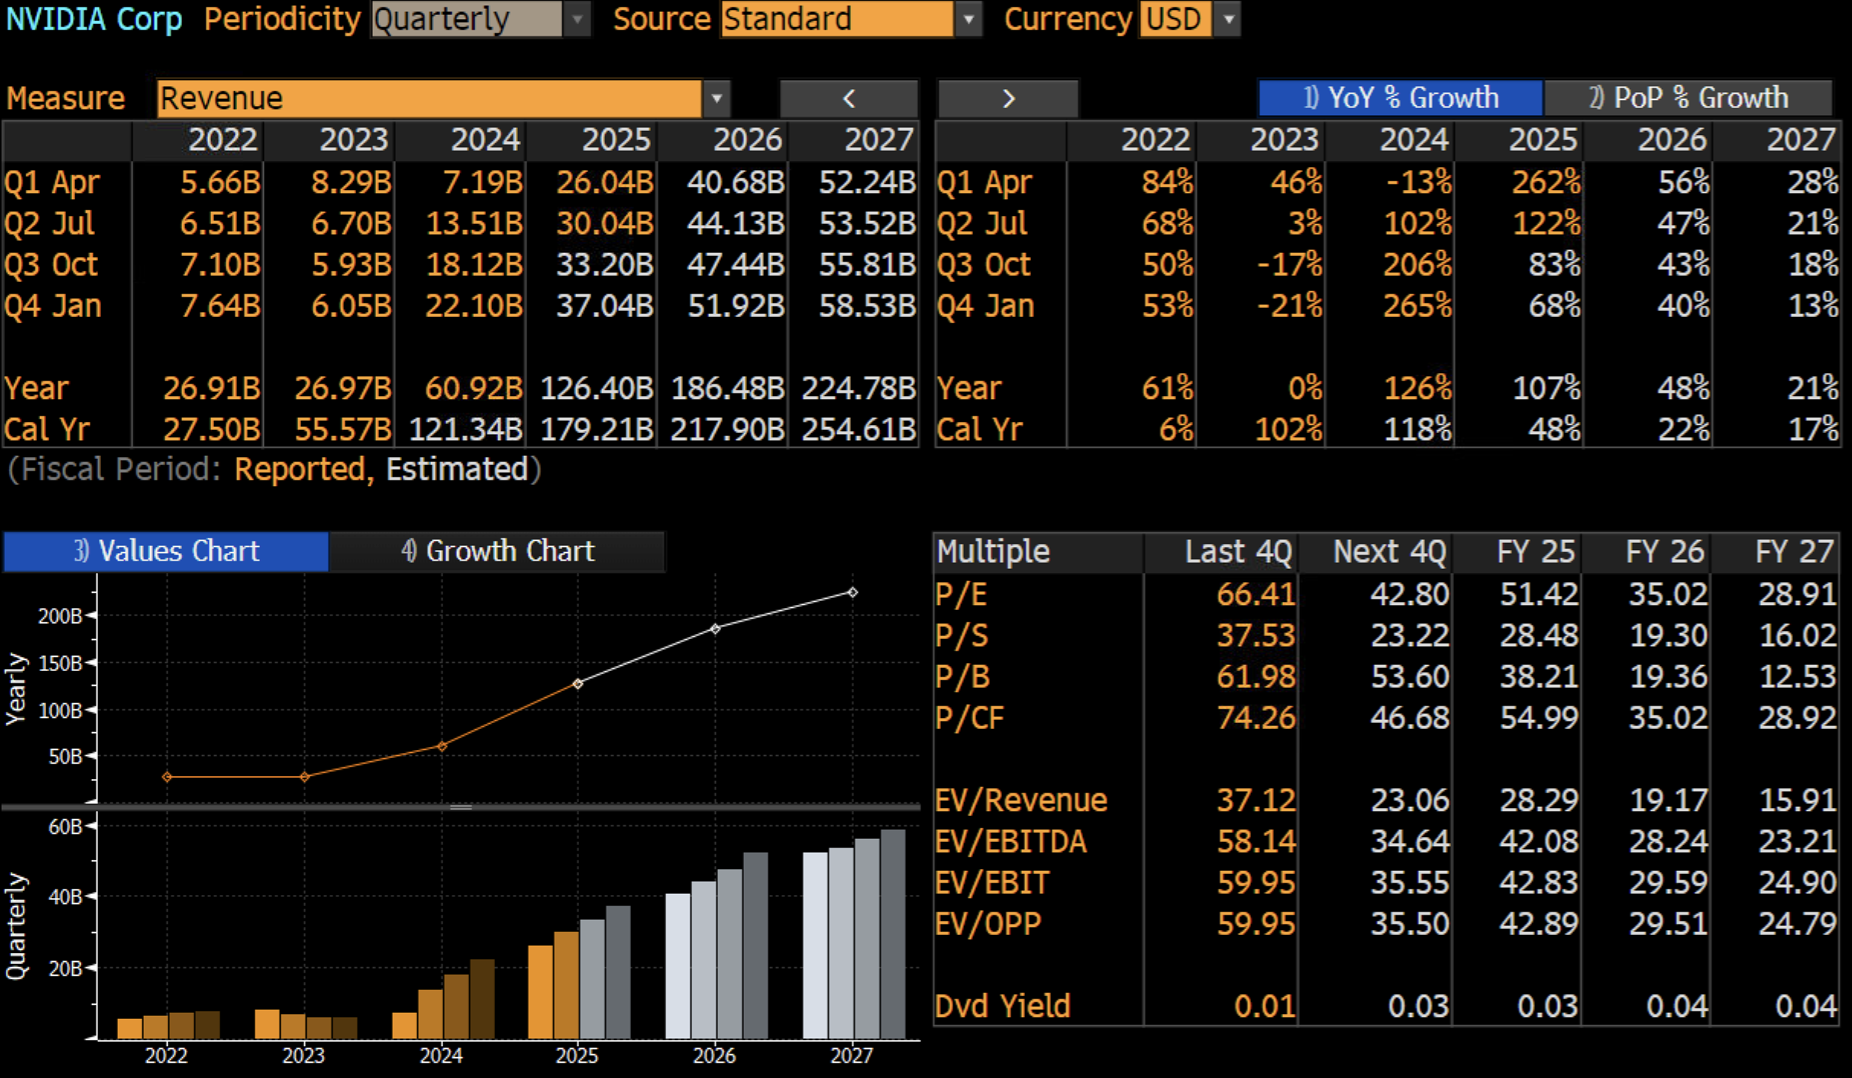 NVIDIA Corp Periodicity Quarterly Source Standard Currency USD
Measure Revenue < > 1) YoY % Growth 2) PoP % Growth
2022 2023 2024 2025 2026 2027 2022 2023 2024 2025 2026 2027
Q1 Apr 5.66B 8.29B 7.19B 26.04B 40.68B 52.24B Q1 Apr 84% 46% -13% 262% 56% 28%
Q2 Jul 6.51B 6.70B 13.51B 30.04B 44.13B 53.52B Q2 Jul 68% 3% 102% 122% 47% 21%
Q3 Oct 7.10B 5.93B 18.12B 33.20B 47.44B 55.81B Q3 Oct 50% -17% 206% 83% 43% 18%
Q4 Jan 7.64B 6.05B 22.10B 37.04B 51.92B 58.53B Q4 Jan 53% -21% 265% 68% 40% 13%
Year 26.91B 26.97B 60.92B 126.40B 186.48B 224.78B Year 61% 0% 126% 107% 48% 21%
Cal Yr 27.50B 55.57B 121.34B 179.21B 217.90B 254.61B Cal Yr 6% 102% 118% 48% 22% 17%
(Fiscal Period: Reported, Estimated)
3) Values Chart 4) Growth Chart
Yearly
200B
150B
100B
50B
Quarterly
60B
40B
20B
2022 2023 2024 2025 2026 2027
Multiple Last 4Q Next 4Q FY 25 FY 26 FY 27
P/E 66.41 42.80 51.42 35.02 28.91
P/S 37.53 23.22 28.48 19.30 16.02
P/B 61.98 53.60 38.21 19.36 12.53
P/CF 74.26 46.68 54.99 35.02 28.92
EV/Revenue 37.12 23.06 28.29 19.17 15.91
EV/EBITDA 58.14 34.64 42.08 28.24 23.21
EV/EBIT 59.95 35.55 42.83 29.59 24.90
EV/OPP 59.95 35.50 42.89 29.51 24.79
Dvd Yield 0.01 0.03 0.03 0.04 0.04